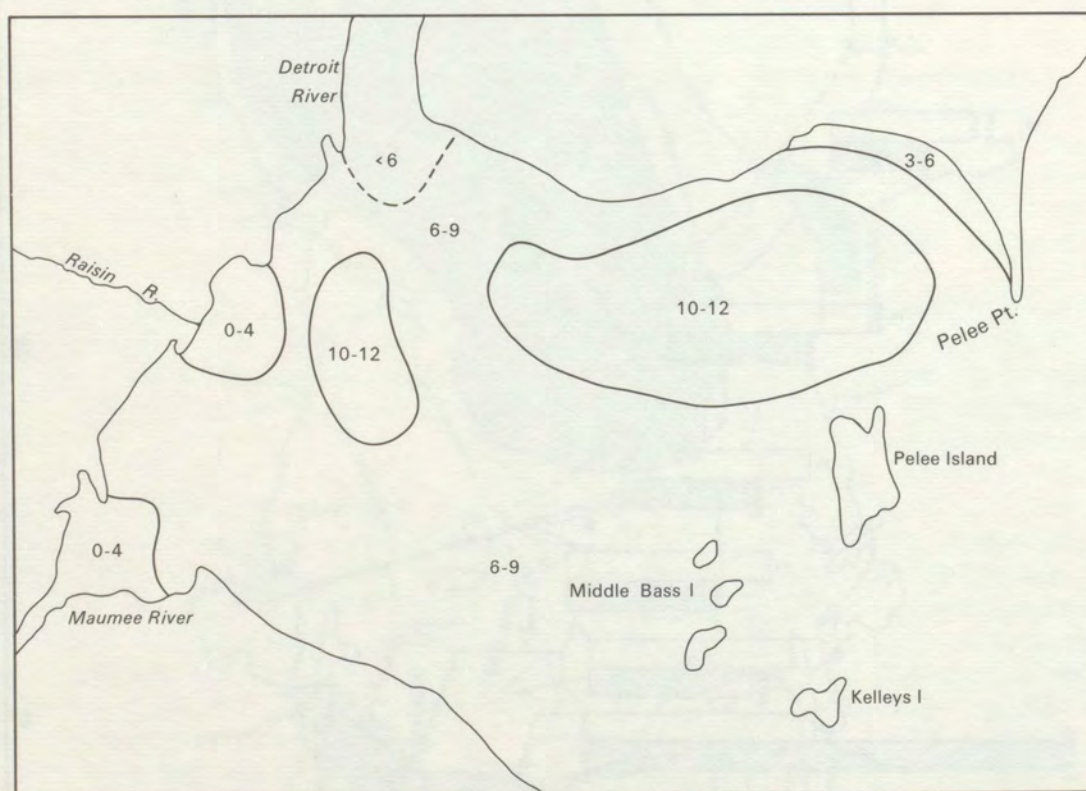 Detroit
River
<6
3-6
6-9
Raisin
R.
0-4
10-12
10-12
Pelee Pt.
Pelee Island
0-4
6-9
Middle Bass I
Maumee River
Kelleys I